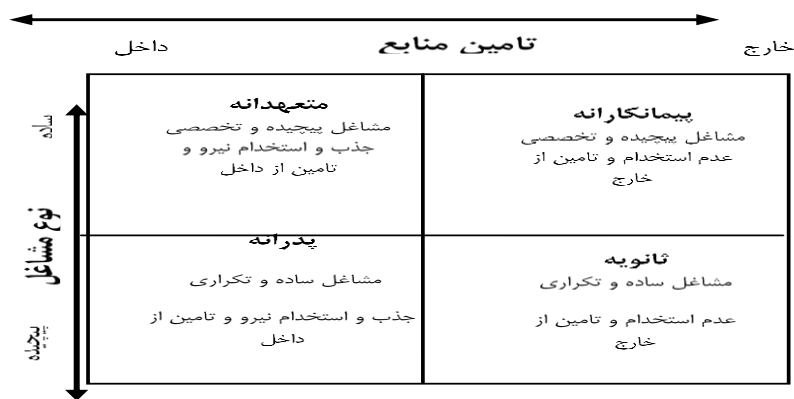 خارج
تامین منابع
داخل
پیمانکارانه
مشاغل پیچیده و تخصصی
عدم استخدام و تامین از
خارج
متعهدانه
مشاغل پیچیده و تخصصی
جذب و استخدام نیرو و
تامین از داخل
ساده
نوع مشاغل
پیچیده
ثانویه
مشاغل ساده و تکراری
عدم استخدام و تامین از
خارج
پدرانه
مشاغل ساده و تکراری
جذب و استخدام نیرو و تامین از
داخل